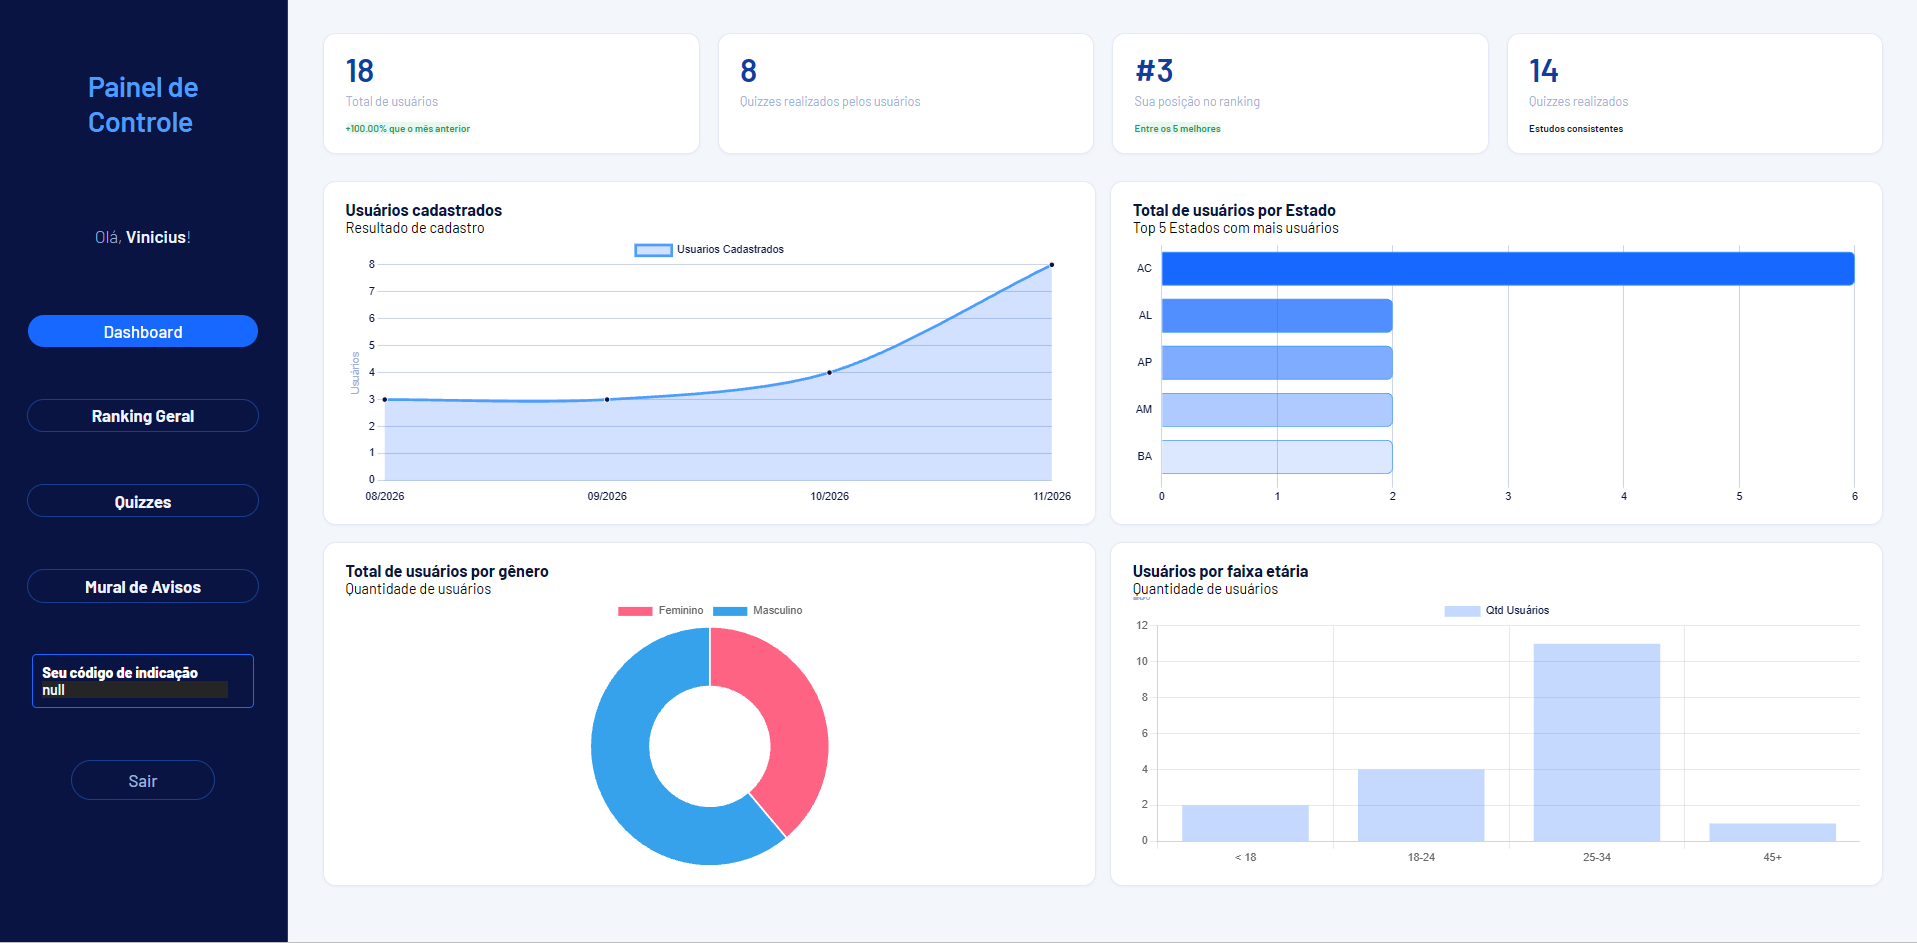 Painel de
Controle
Olá, Vinicius!
Dashboard
Ranking Geral
Quizzes
Mural de Avisos
Seu código de indicação
null
Sair
18
Total de usuários
+100.00% que o mês anterior
8
Quizzes realizados pelos usuários
#3
Sua posição no ranking
Entre os 5 melhores
14
Quizzes realizados
Estudos consistentes
Usuários cadastrados
Resultado de cadastro
Usuarios Cadastrados
Usuários
8
7
6
5
4
3
2
1
0
08/2026 09/2026 10/2026 11/2026
Total de usuários por Estado
Top 5 Estados com mais usuários
AC
AL
AP
AM
BA
0 1 2 3 4 5 6
Total de usuários por gênero
Quantidade de usuários
Feminino Masculino
Usuários por faixa etária
Quantidade de usuários
Qtd Usuários
12
10
8
6
4
2
0
< 18 18-24 25-34 45+